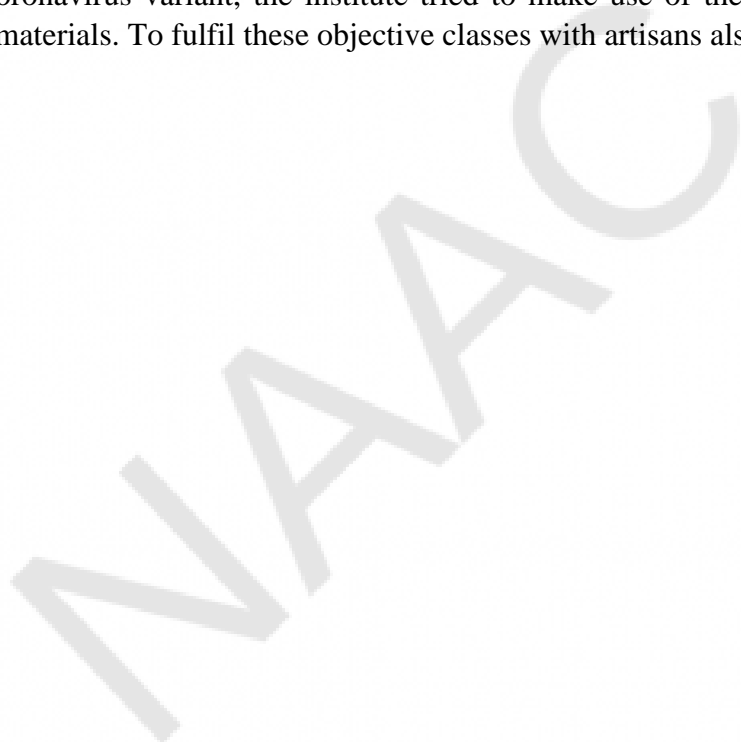 oronavirus variant, the institute tried to make use of the
materials. To fulfil these objective classes with artisans als
NAAC